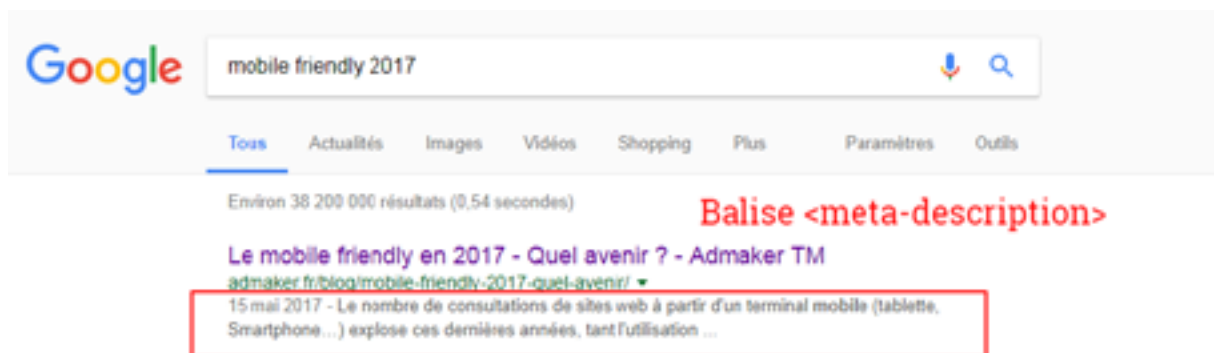 Google mobile friendly 2017
Tous Actualités Images Vidéos Shopping Plus Paramètres Outils
Environ 38 200 000 résultats (0,54 secondes)
Balise <meta-description>
Le mobile friendly en 2017 - Quel avenir ? - Admaker TM
admaker.fr/blog/mobile-friendly-2017-quel-avenir/
15 mai 2017 - Le nombre de consultations de sites web à partir d'un terminal mobile (tablette,
Smartphone…) explose ces dernières années, tant l'utilisation ...